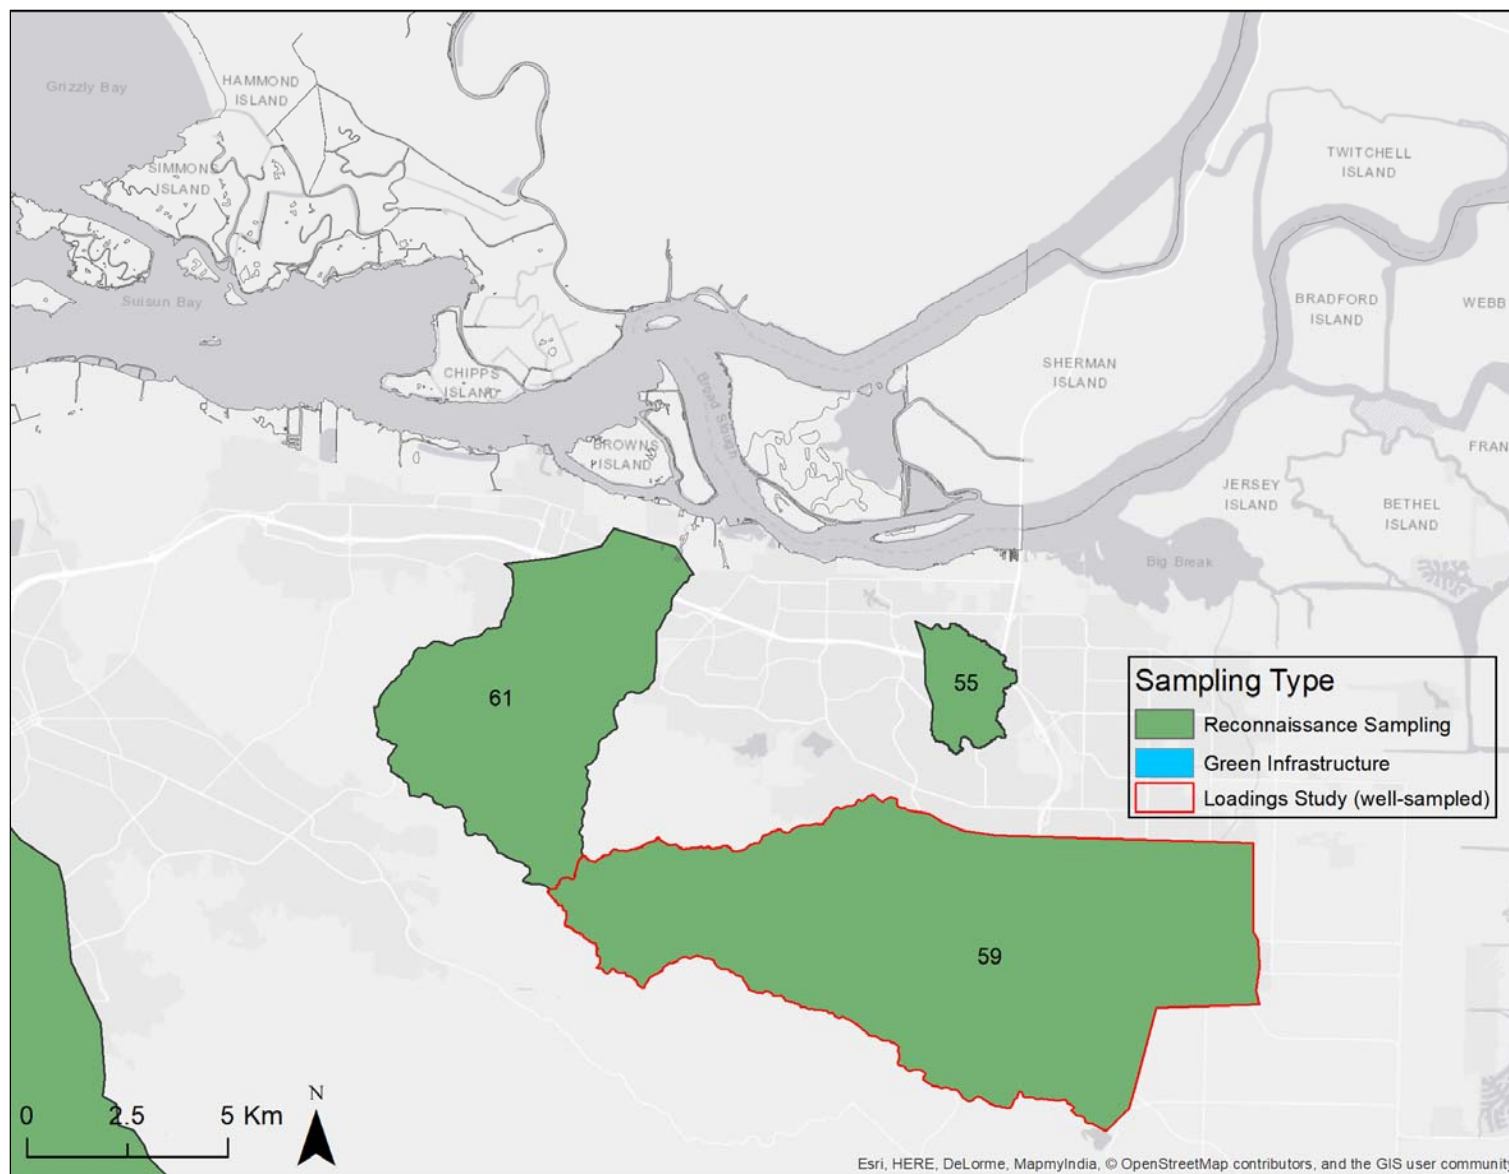 Grizzly Bay
HAMMOND
ISLAND
SIMMONS
ISLAND
TWITCHELL
ISLAND
Suisun Bay
BRADFORD
ISLAND
WEBB
CHIPPS
ISLAND
SHERMAN
ISLAND
Broad Slough
BROWNS
ISLAND
FRAN
JERSEY
ISLAND
BETHEL
ISLAND
Big Break
61
55
59
Sampling Type
Reconnaissance Sampling
Green Infrastructure
Loadings Study (well-sampled)
N
0 2.5 5 Km
Esri, HERE, DeLorme, MapmyIndia, © OpenStreetMap contributors, and the GIS user community